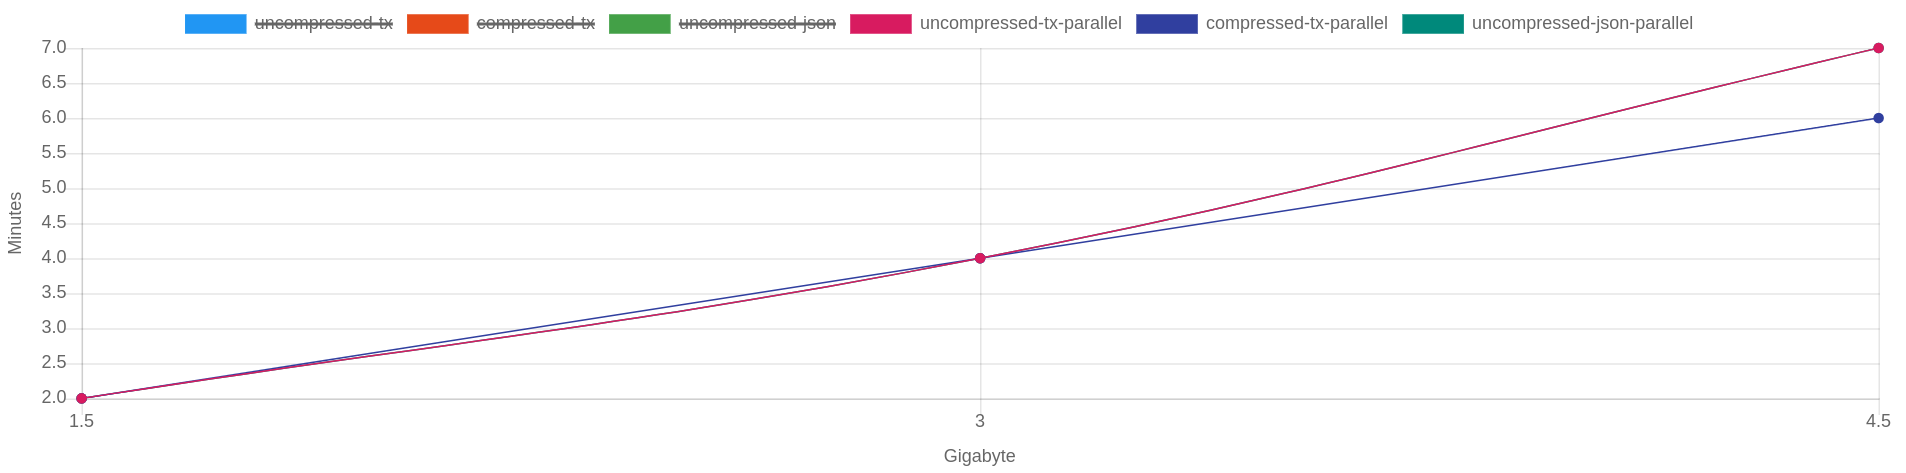 uncompressed-tx compressed-tx uncompressed-json uncompressed-tx-parallel compressed-tx-parallel uncompressed-json-parallel
7.0
6.5
6.0
5.5
5.0
4.5
4.0
3.5
3.0
2.5
2.0
Minutes
1.5 3 4.5
Gigabyte